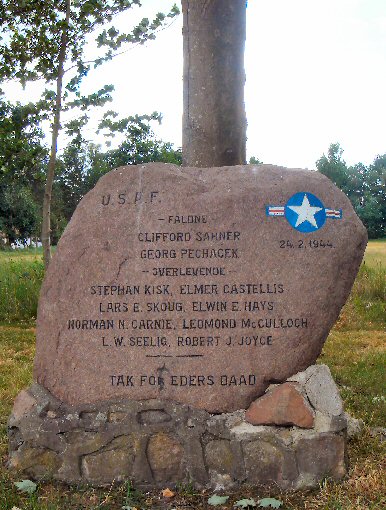 U.S.A.F.
- FALDNE
CLIFFORD SAHNER
GEORG PECHACEK
24.2.1944.
- OVERLEVENDE -
STEPHAN KISK, ELMER CASTELLIS
LARS E. SKOUG, ELWIN E. HAYS
NORMAN N. CARNIE, LEOMOND McCULLOCH
L.W. SEELIG, ROBERT J. JOYCE
TAK FOR EDERS DAAD